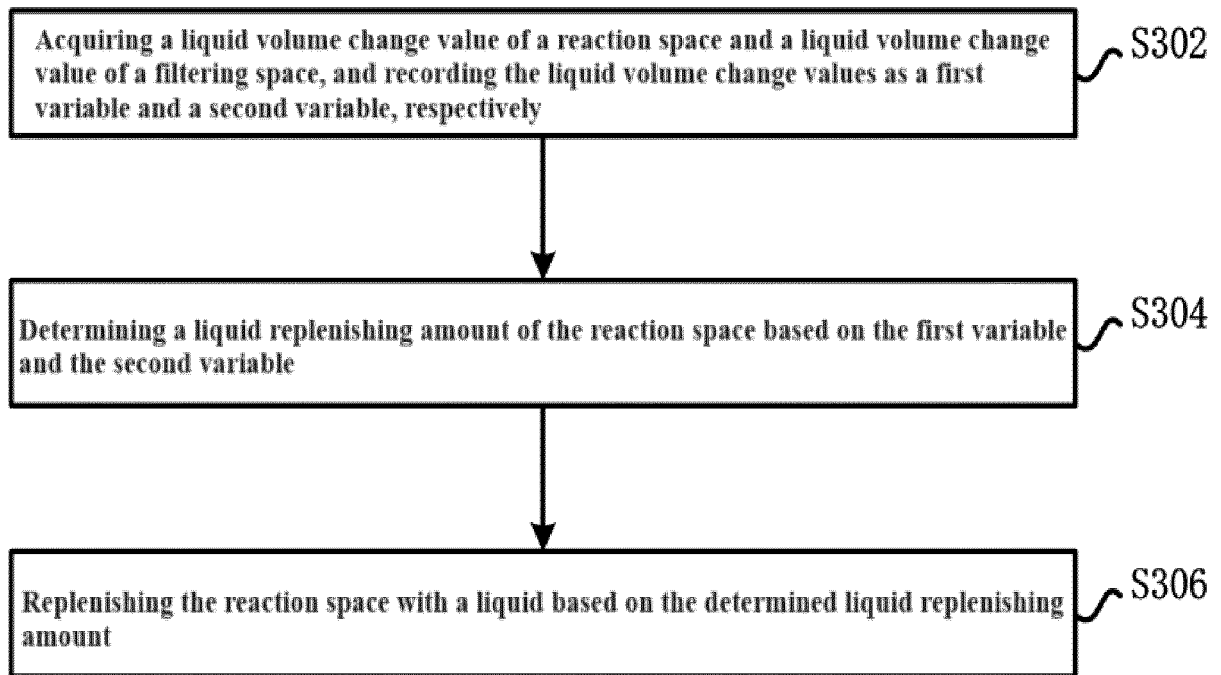 Acquiring a liquid volume change value of a reaction space and a liquid volume change
value of a filtering space, and recording the liquid volume change values as a first
variable and a second variable, respectively
S302
Determining a liquid replenishing amount of the reaction space based on the first variable
and the second variable
S304
Replenishing the reaction space with a liquid based on the determined liquid replenishing
amount
S306